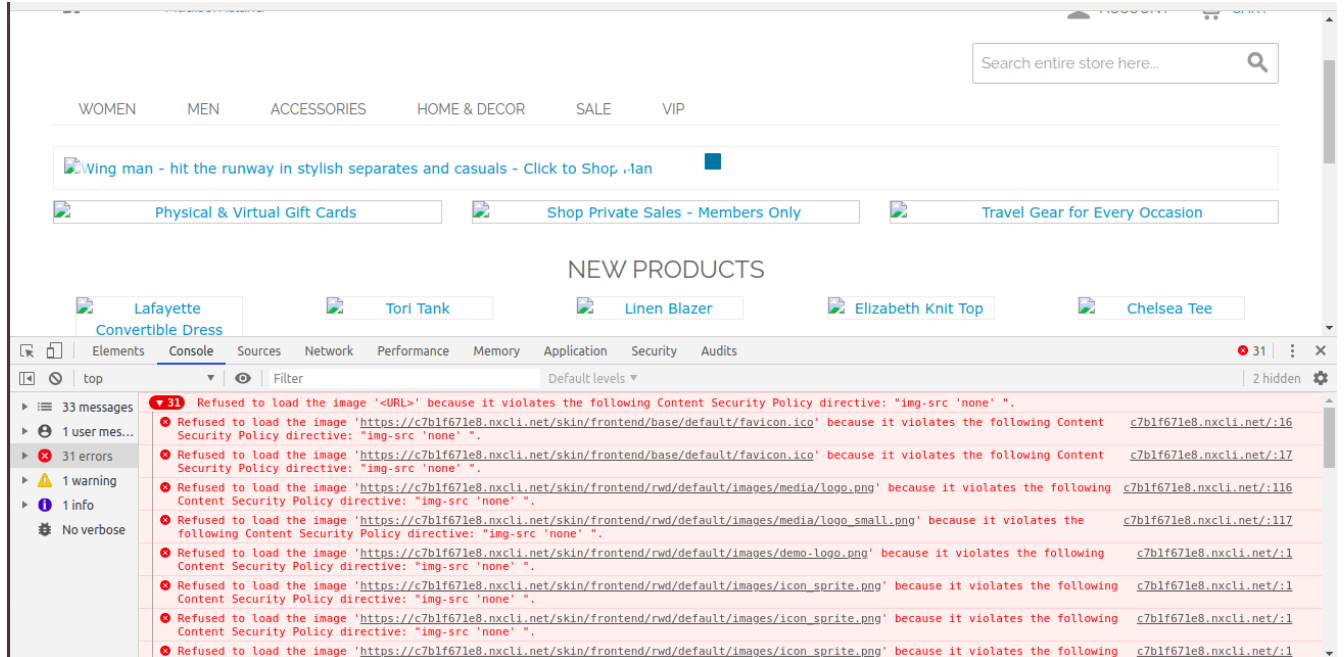 Search entire store here...
WOMEN MEN ACCESSORIES HOME & DECOR SALE VIP
Wing man - hit the runway in stylish separates and casuals - Click to Shop Man
Physical & Virtual Gift Cards Shop Private Sales - Members Only Travel Gear for Every Occasion
NEW PRODUCTS
Lafayette Tori Tank Linen Blazer Elizabeth Knit Top Chelsea Tee
Convertible Dress
Elements Console Sources Network Performance Memory Application Security Audits 31
top Filter Default levels 2 hidden
33 messages
1 user mes...
31 errors
1 warning
1 info
No verbose
31 Refused to load the image '<URL>' because it violates the following Content Security Policy directive: "img-src 'none' ".
Refused to load the image 'https://c7b1f671e8.nxcli.net/skin/frontend/base/default/favicon.ico' because it violates the following Content c7b1f671e8.nxcli.net/:16
Security Policy directive: "img-src 'none' ".
Refused to load the image 'https://c7b1f671e8.nxcli.net/skin/frontend/base/default/favicon.ico' because it violates the following Content c7b1f671e8.nxcli.net/:17
Security Policy directive: "img-src 'none' ".
Refused to load the image 'https://c7b1f671e8.nxcli.net/skin/frontend/rwd/default/images/media/logo.png' because it violates the following c7b1f671e8.nxcli.net/:116
Content Security Policy directive: "img-src 'none' ".
Refused to load the image 'https://c7b1f671e8.nxcli.net/skin/frontend/rwd/default/images/media/logo_small.png' because it violates the c7b1f671e8.nxcli.net/:117
following Content Security Policy directive: "img-src 'none' ".
Refused to load the image 'https://c7b1f671e8.nxcli.net/skin/frontend/rwd/default/images/demo-logo.png' because it violates the following c7b1f671e8.nxcli.net/:1
Content Security Policy directive: "img-src 'none' ".
Refused to load the image 'https://c7b1f671e8.nxcli.net/skin/frontend/rwd/default/images/icon_sprite.png' because it violates the following c7b1f671e8.nxcli.net/:1
Content Security Policy directive: "img-src 'none' ".
Refused to load the image 'https://c7b1f671e8.nxcli.net/skin/frontend/rwd/default/images/icon_sprite.png' because it violates the following c7b1f671e8.nxcli.net/:1
Content Security Policy directive: "img-src 'none' ".
Refused to load the image 'https://c7b1f671e8.nxcli.net/skin/frontend/rwd/default/images/icon_sprite.png' because it violates the following c7b1f671e8.nxcli.net/:1